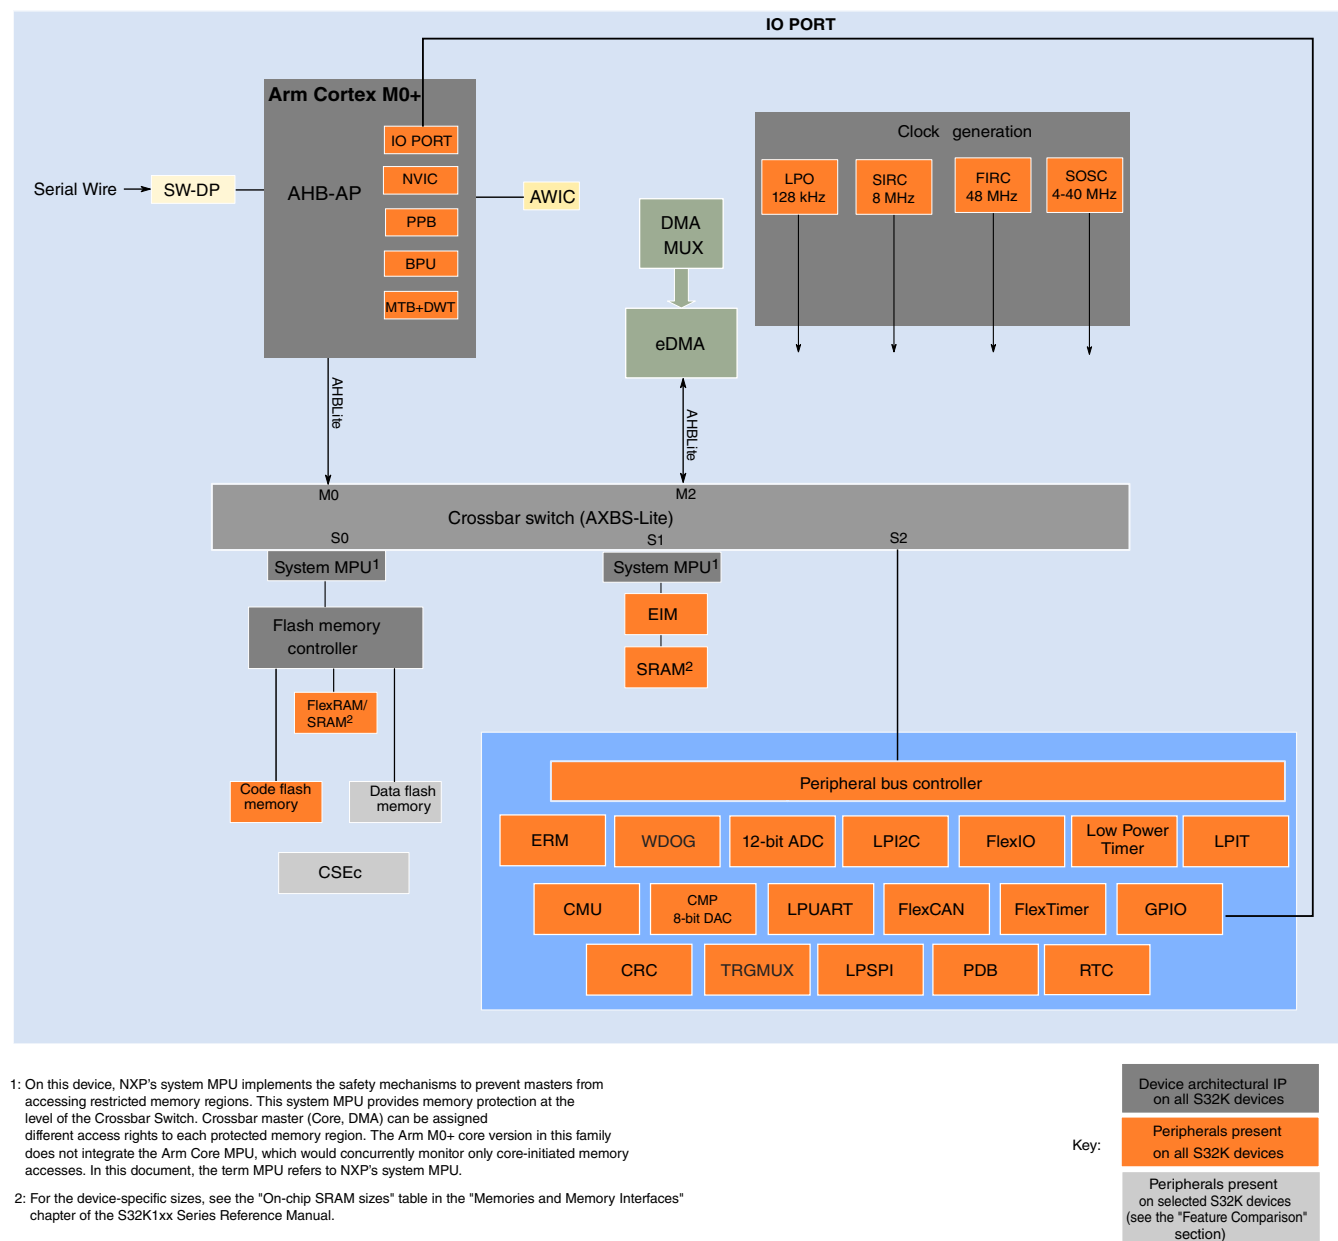 IO PORT
Arm Cortex M0+
IO PORT
NVIC
PPB
BPU
MTB+DWT
AHB-AP
Serial Wire
SW-DP
AWIC
DMA
MUX
eDMA
Clock generation
LPO
128 kHz
SIRC
8 MHz
FIRC
48 MHz
SOSC
4-40 MHz
AHBLite
AHBLite
M0
M2
Crossbar switch (AXBS-Lite)
S0
S1
S2
System MPU1
System MPU1
Flash memory
controller
EIM
SRAM2
FlexRAM/
SRAM2
Code flash
memory
Data flash
memory
CSEc
Peripheral bus controller
ERM
WDOG
12-bit ADC
LPI2C
FlexIO
Low Power
Timer
LPIT
CMU
CMP
8-bit DAC
LPUART
FlexCAN
FlexTimer
GPIO
CRC
TRGMUX
LPSPI
PDB
RTC
1: On this device, NXP's system MPU implements the safety mechanisms to prevent masters from
accessing restricted memory regions. This system MPU provides memory protection at the
level of the Crossbar Switch. Crossbar master (Core, DMA) can be assigned
different access rights to each protected memory region. The Arm M0+ core version in this family
does not integrate the Arm Core MPU, which would concurrently monitor only core-initiated memory
accesses. In this document, the term MPU refers to NXP's system MPU.
2: For the device-specific sizes, see the "On-chip SRAM sizes" table in the "Memories and Memory Interfaces"
chapter of the S32K1xx Series Reference Manual.
Key:
Device architectural IP
on all S32K devices
Peripherals present
on all S32K devices
Peripherals present
on selected S32K devices
(see the "Feature Comparison"
section)